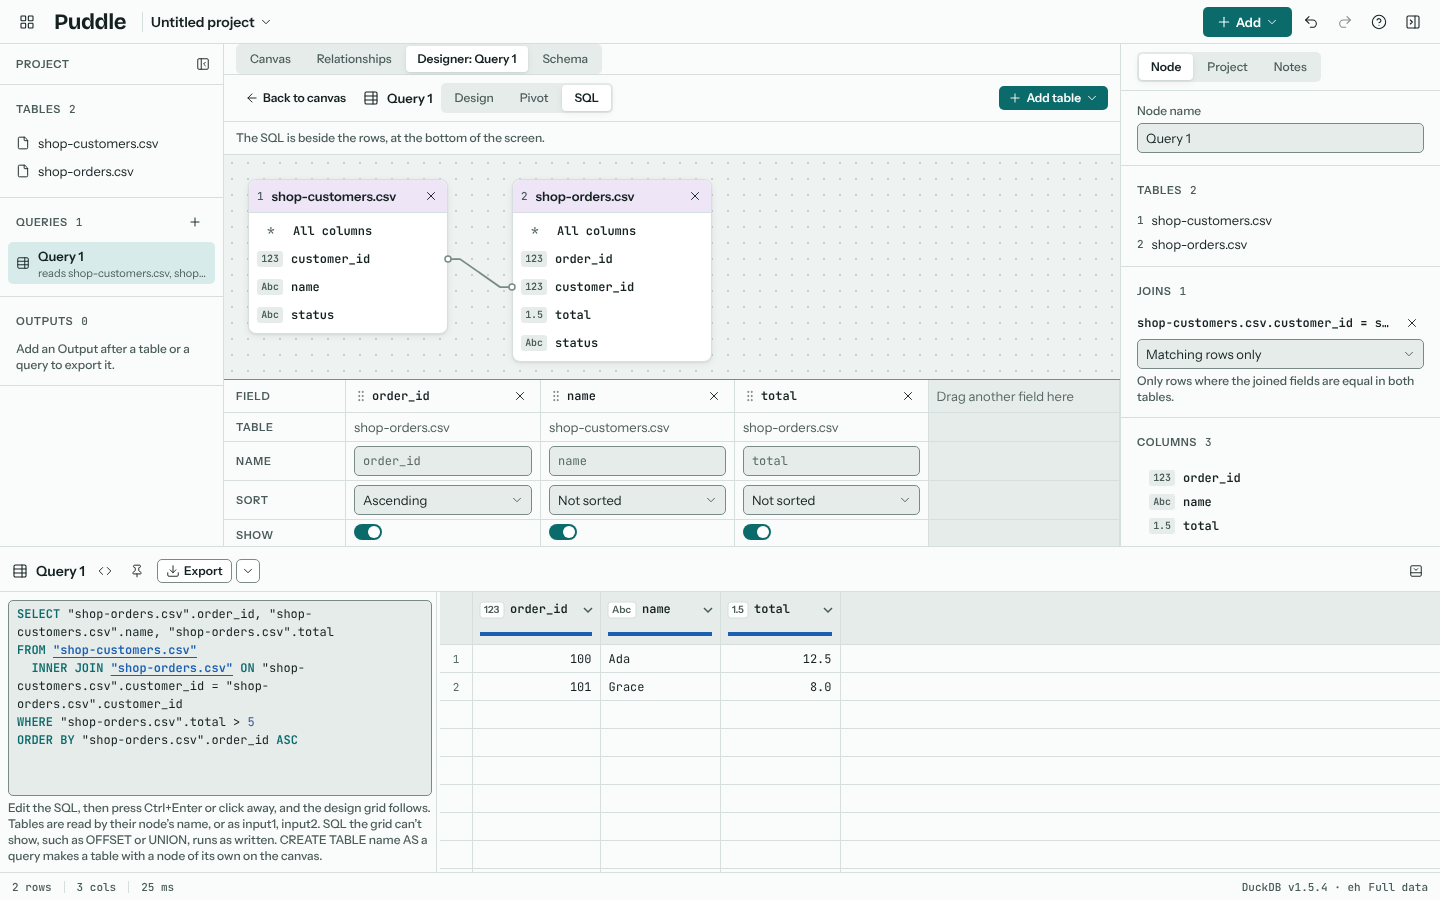 Puddle
Untitled project
Add
PROJECT
TABLES 2
shop-customers.csv
shop-orders.csv
QUERIES 1
Query 1
reads shop-customers.csv, shop...
OUTPUTS 0
Add an Output after a table or a
query to export it.
Canvas
Relationships
Designer: Query 1
Schema
Back to canvas
Query 1
Design
Pivot
SQL
Add table
The SQL is beside the rows, at the bottom of the screen.
1 shop-customers.csv
* All columns
123 customer_id
Abc name
Abc status
2 shop-orders.csv
* All columns
123 order_id
123 customer_id
1.5 total
Abc status
FIELD order_id name total Drag another field here
TABLE shop-orders.csv shop-customers.csv shop-orders.csv
NAME order_id name total
SORT Ascending Not sorted Not sorted
SHOW
Node
Project
Notes
Node name
Query 1
TABLES 2
1 shop-customers.csv
2 shop-orders.csv
JOINS 1
shop-customers.csv.customer_id = s...
Matching rows only
Only rows where the joined fields are equal in both
tables.
COLUMNS 3
123 order_id
Abc name
1.5 total
Query 1
Export
SELECT "shop-orders.csv".order_id, "shop-
customers.csv".name, "shop-orders.csv".total
FROM "shop-customers.csv"
INNER JOIN "shop-orders.csv" ON "shop-
customers.csv".customer_id = "shop-
orders.csv".customer_id
WHERE "shop-orders.csv".total > 5
ORDER BY "shop-orders.csv".order_id ASC
Edit the SQL, then press Ctrl+Enter or click away, and the design grid follows.
Tables are read by their node's name, or as input1, input2. SQL the grid can't
show, such as OFFSET or UNION, runs as written. CREATE TABLE name AS a
query makes a table with a node of its own on the canvas.
123 order_id Abc name 1.5 total
1 100 Ada 12.5
2 101 Grace 8.0
2 rows 3 cols 25 ms
DuckDB v1.5.4 · eh Full data